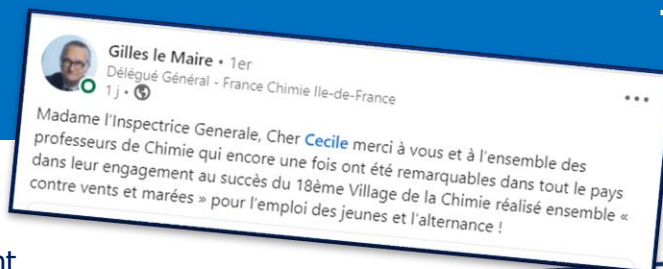 Gilles le Maire • 1er
Délégué Général - France Chimie Ile-de-France
1 j •
Madame l'Inspectrice Generale, Cher Cecile merci à vous et à l'ensemble des
professeurs de Chimie qui encore une fois ont été remarquables dans tout le pays
dans leur engagement au succès du 18ème Village de la Chimie réalisé ensemble «
contre vents et marées » pour l'emploi des jeunes et l'alternance !
nt